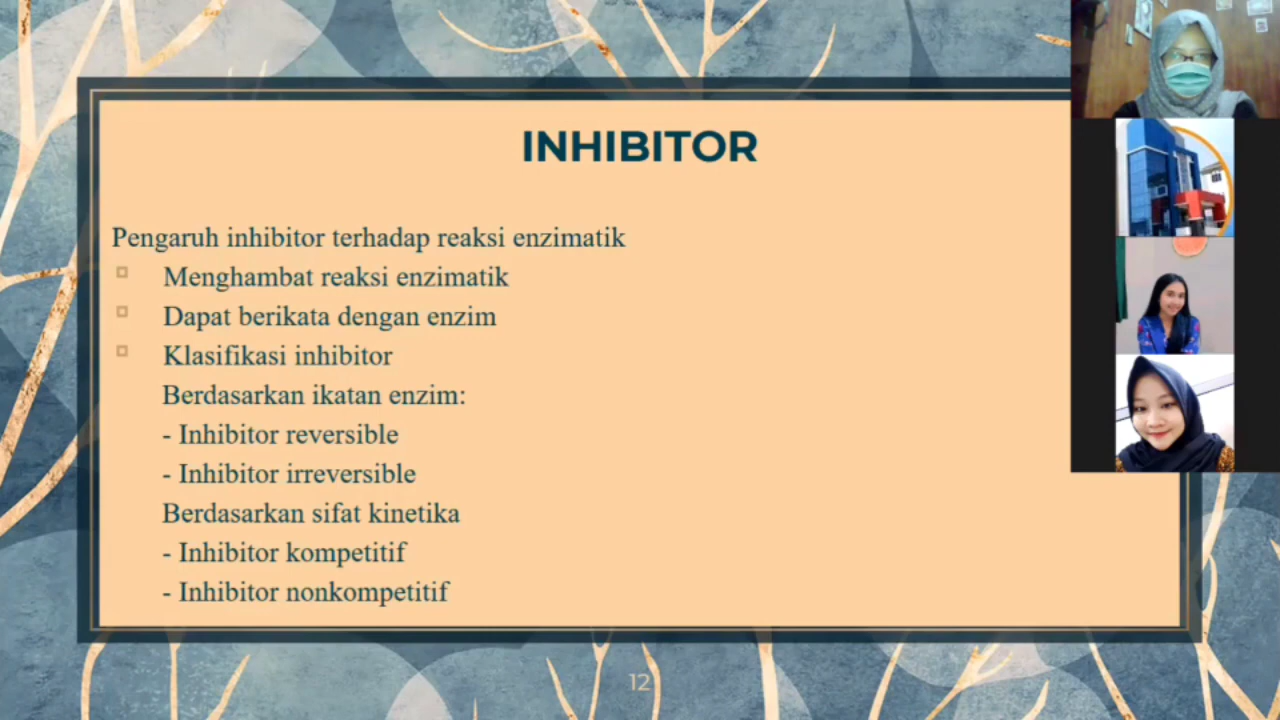 INHIBITOR
Pengaruh inhibitor terhadap reaksi enzimatik
Menghambat reaksi enzimatik
Dapat berikata dengan enzim
Klasifikasi inhibitor
Berdasarkan ikatan enzim:
- Inhibitor reversible
- Inhibitor irreversible
Berdasarkan sifat kinetika
- Inhibitor kompetitif
- Inhibitor nonkompetitif
12